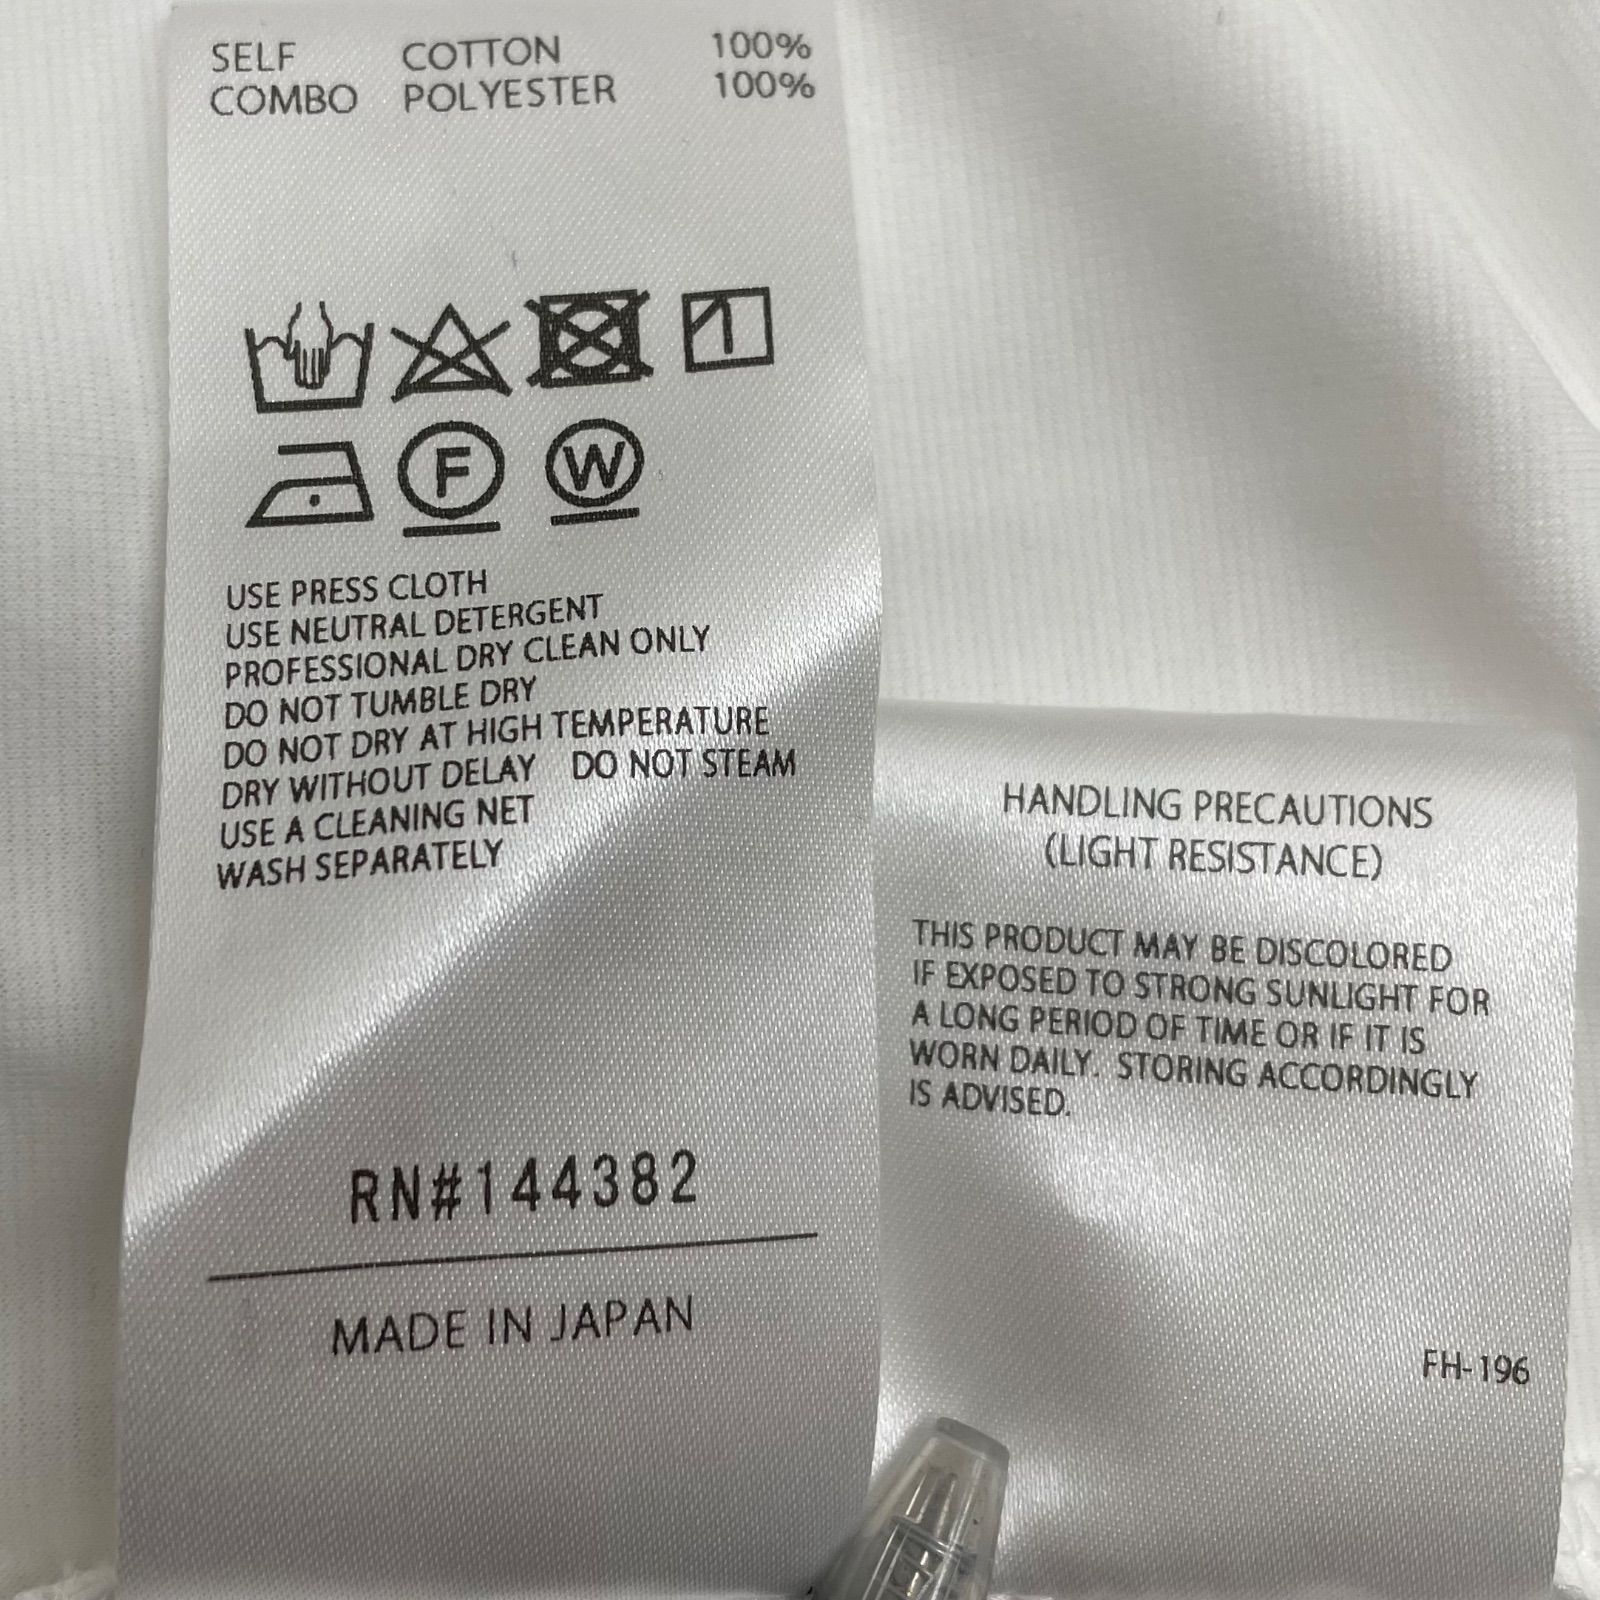 SELF COTTON 100%
COMBO POLYESTER 100%
1
F W
USE PRESS CLOTH
USE NEUTRAL DETERGENT
PROFESSIONAL DRY CLEAN ONLY
DO NOT TUMBLE DRY
DO NOT DRY AT HIGH TEMPERATURE
DRY WITHOUT DELAY DO NOT STEAM
USE A CLEANING NET
WASH SEPARATELY
RN#144382
MADE IN JAPAN
HANDLING PRECAUTIONS
(LIGHT RESISTANCE)
THIS PRODUCT MAY BE DISCOLORED
IF EXPOSED TO STRONG SUNLIGHT FOR
A LONG PERIOD OF TIME OR IF IT IS
WORN DAILY. STORING ACCORDINGLY
IS ADVISED.
FH-196